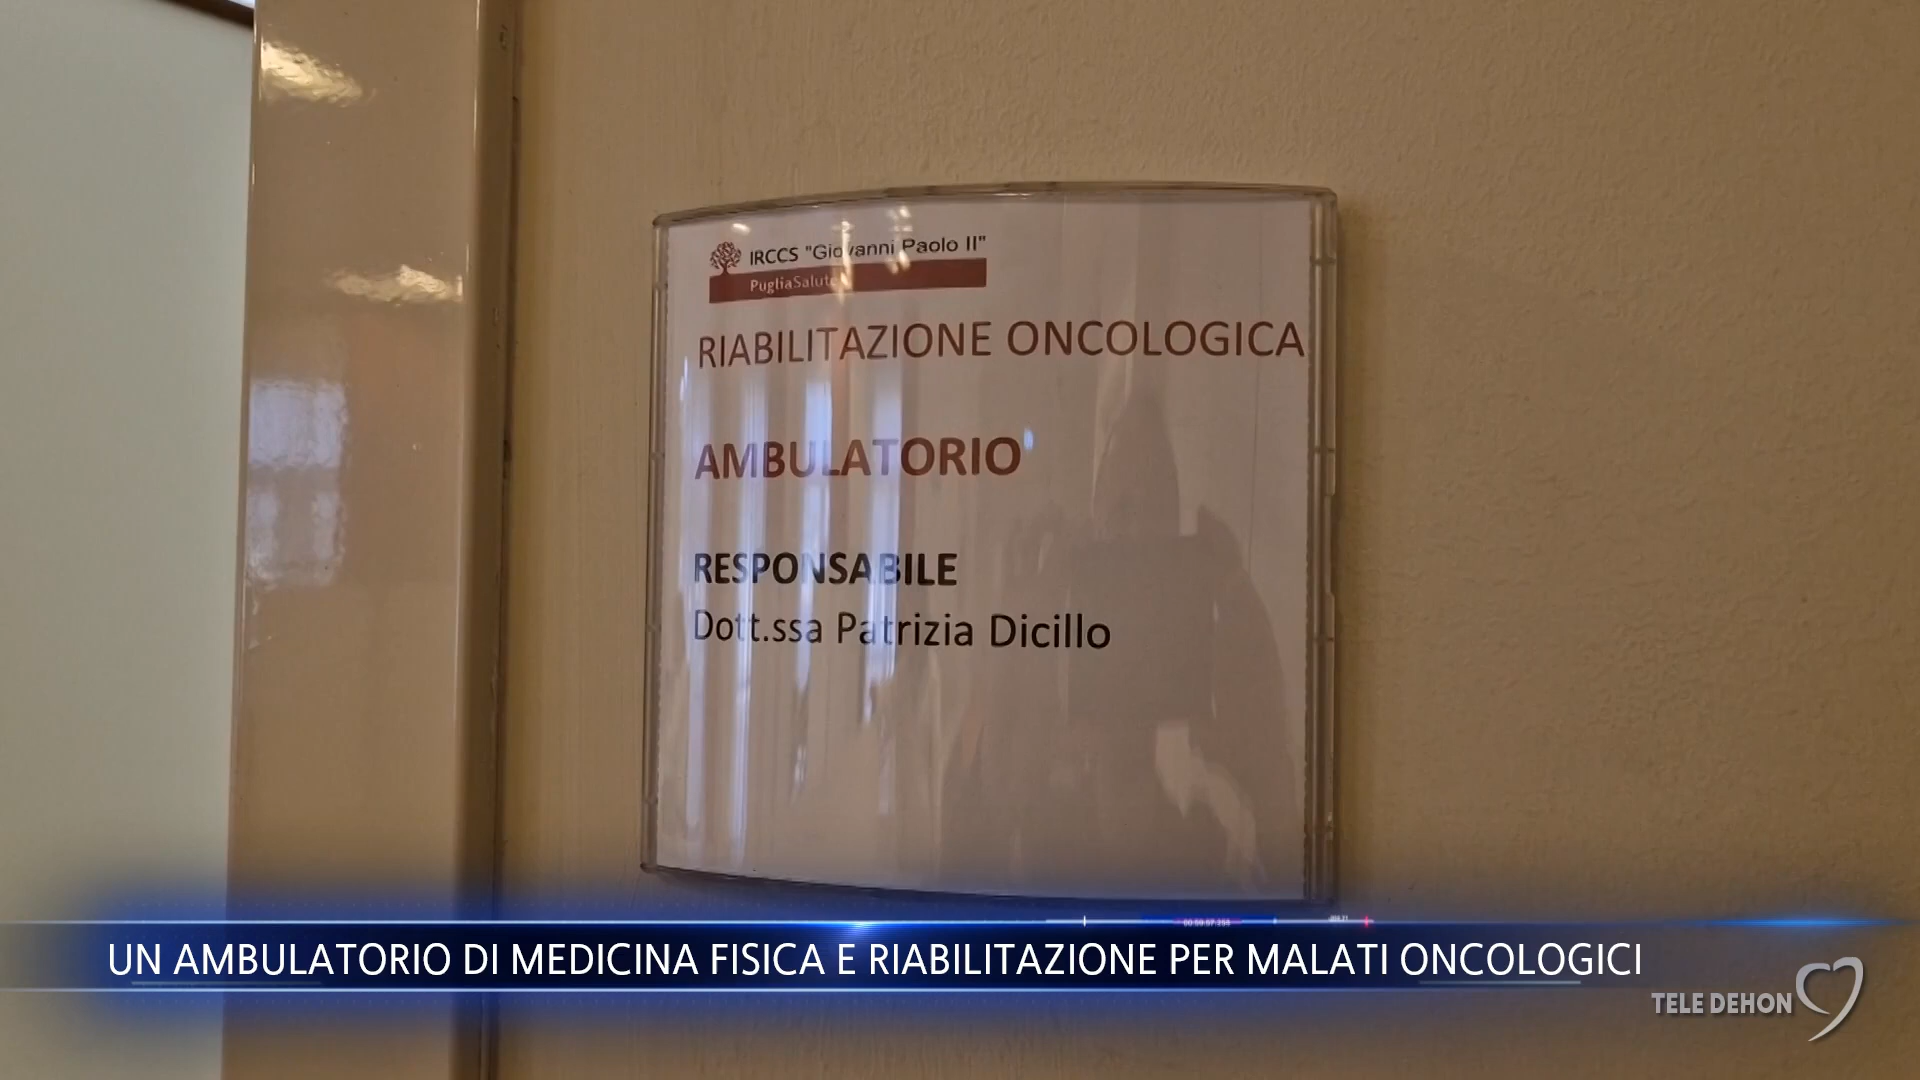 IRCCS "Giovanni Paolo II"
PugliaSalute
RIABILITAZIONE ONCOLOGICA
AMBULATORIO
RESPONSABILE
Dott.ssa Patrizia Dicillo
UN AMBULATORIO DI MEDICINA FISICA E RIABILITAZIONE PER MALATI ONCOLOGICI
TELE DEHON